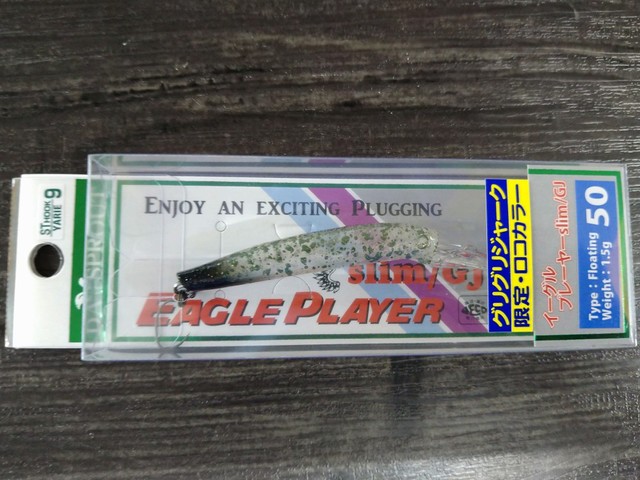 ST HOOK 9
YARIE
ENJOY AN EXCITING PLUGGING
slim/GJ
EAGLE PLAYER
グリグリジャーク
限定・ロコカラー
イーグル
プレーヤーslim/GJ
Type：Floating
Weight：1.5g
50